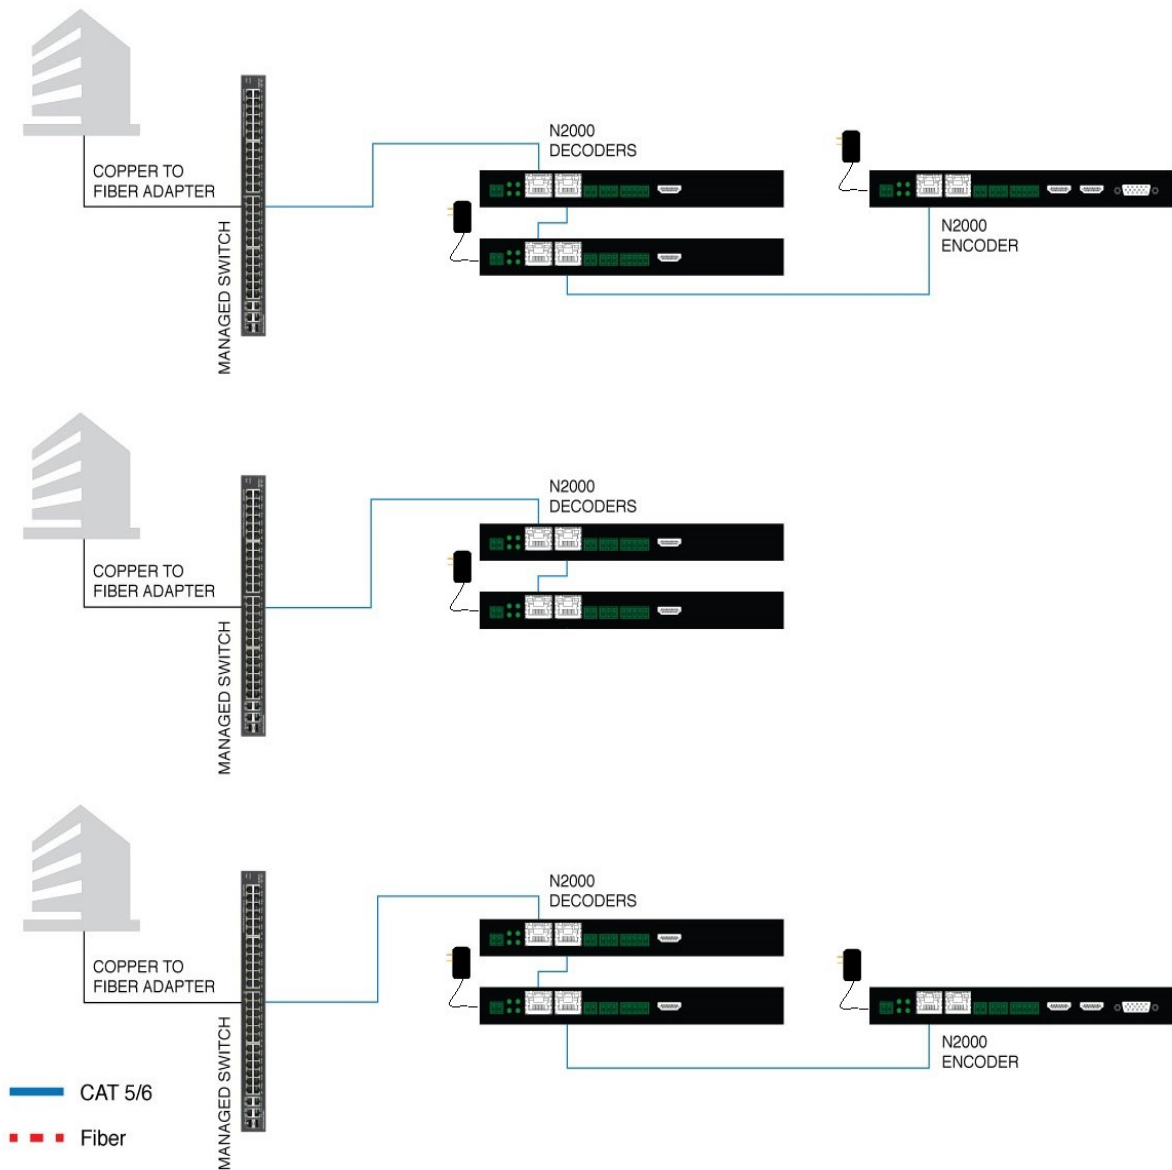 N2000
DECODERS
COPPER TO
FIBER ADAPTER
MANAGED SWITCH
N2000
ENCODER
N2000
DECODERS
COPPER TO
FIBER ADAPTER
MANAGED SWITCH
N2000
DECODERS
COPPER TO
FIBER ADAPTER
MANAGED SWITCH
N2000
ENCODER
CAT 5/6
Fiber